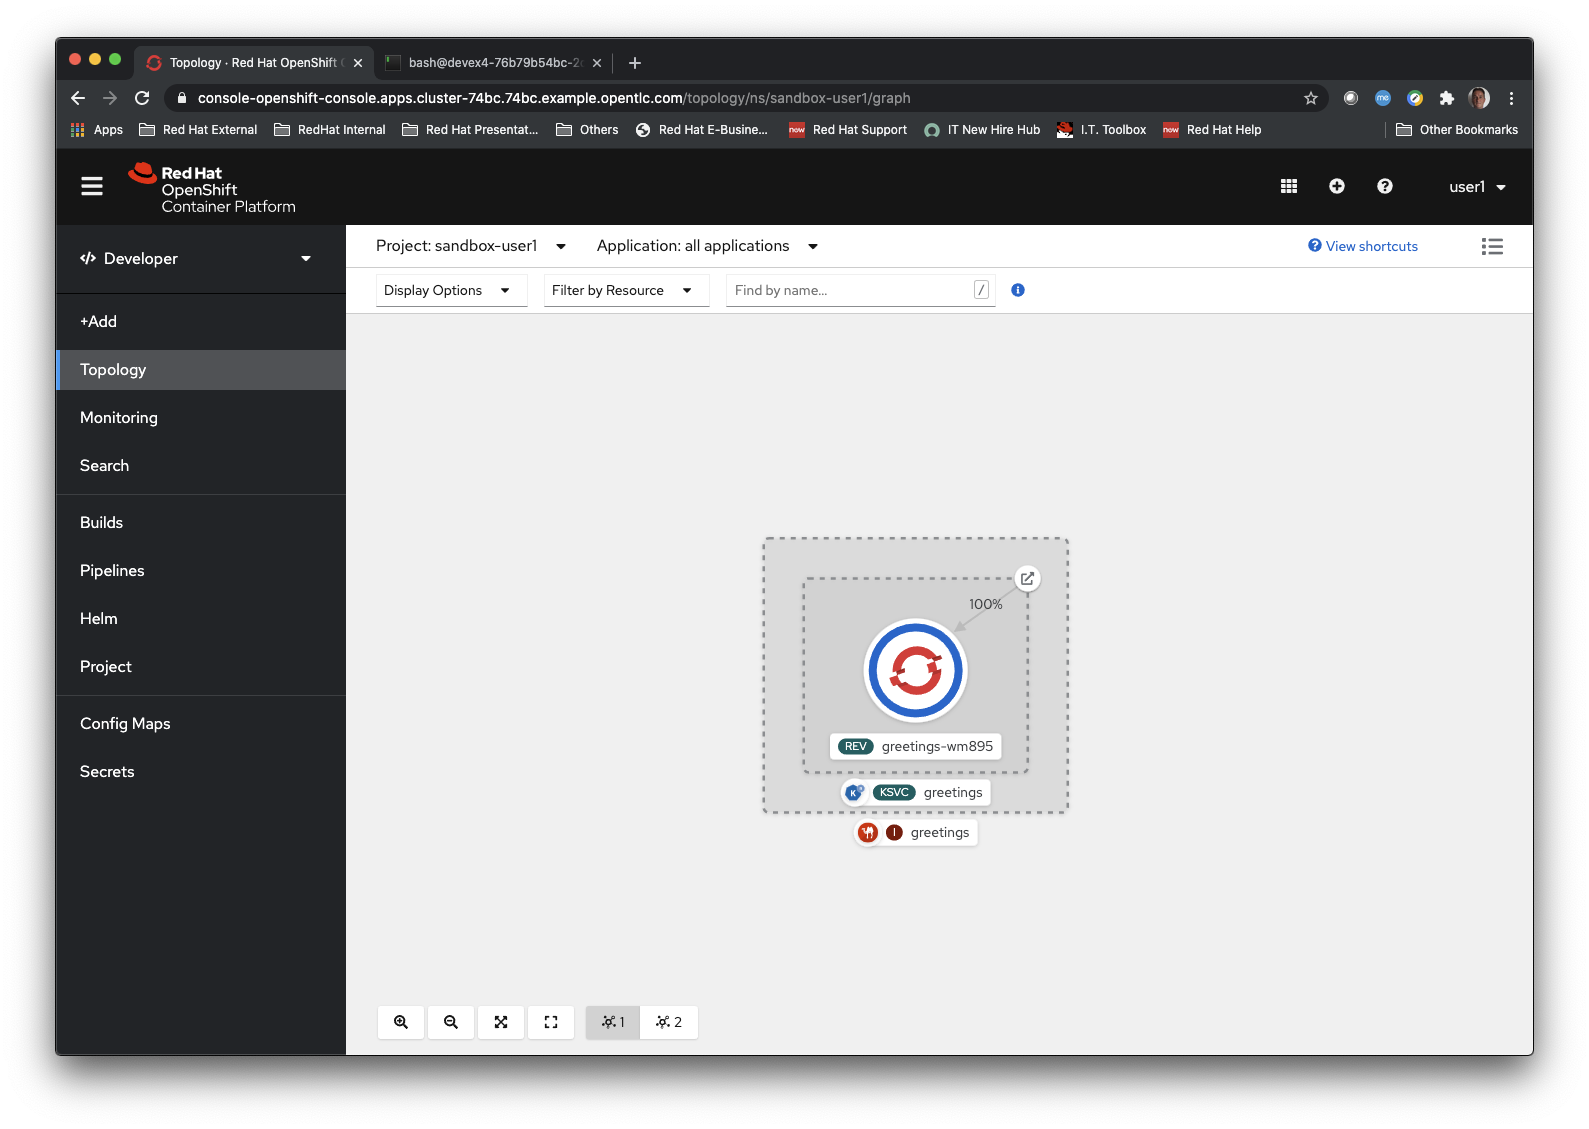 Topology · Red Hat OpenShift
bash@devex4-76b79b54bc-2
console-openshift-console.apps.cluster-74bc.74bc.example.opentlc.com/topology/ns/sandbox-user1/graph
me
Apps
Red Hat External
RedHat Internal
Red Hat Presentat...
Others
Red Hat E-Busine...
now
Red Hat Support
IT New Hire Hub
I.T. Toolbox
now
Red Hat Help
Other Bookmarks
Red Hat
OpenShift
Container Platform
user1
Developer
Project: sandbox-user1
Application: all applications
View shortcuts
Display Options
Filter by Resource
Find by name...
/
+Add
Topology
Monitoring
Search
Builds
Pipelines
Helm
Project
Config Maps
Secrets
100%
REV greetings-wm895
K KSVC greetings
I greetings
1
2